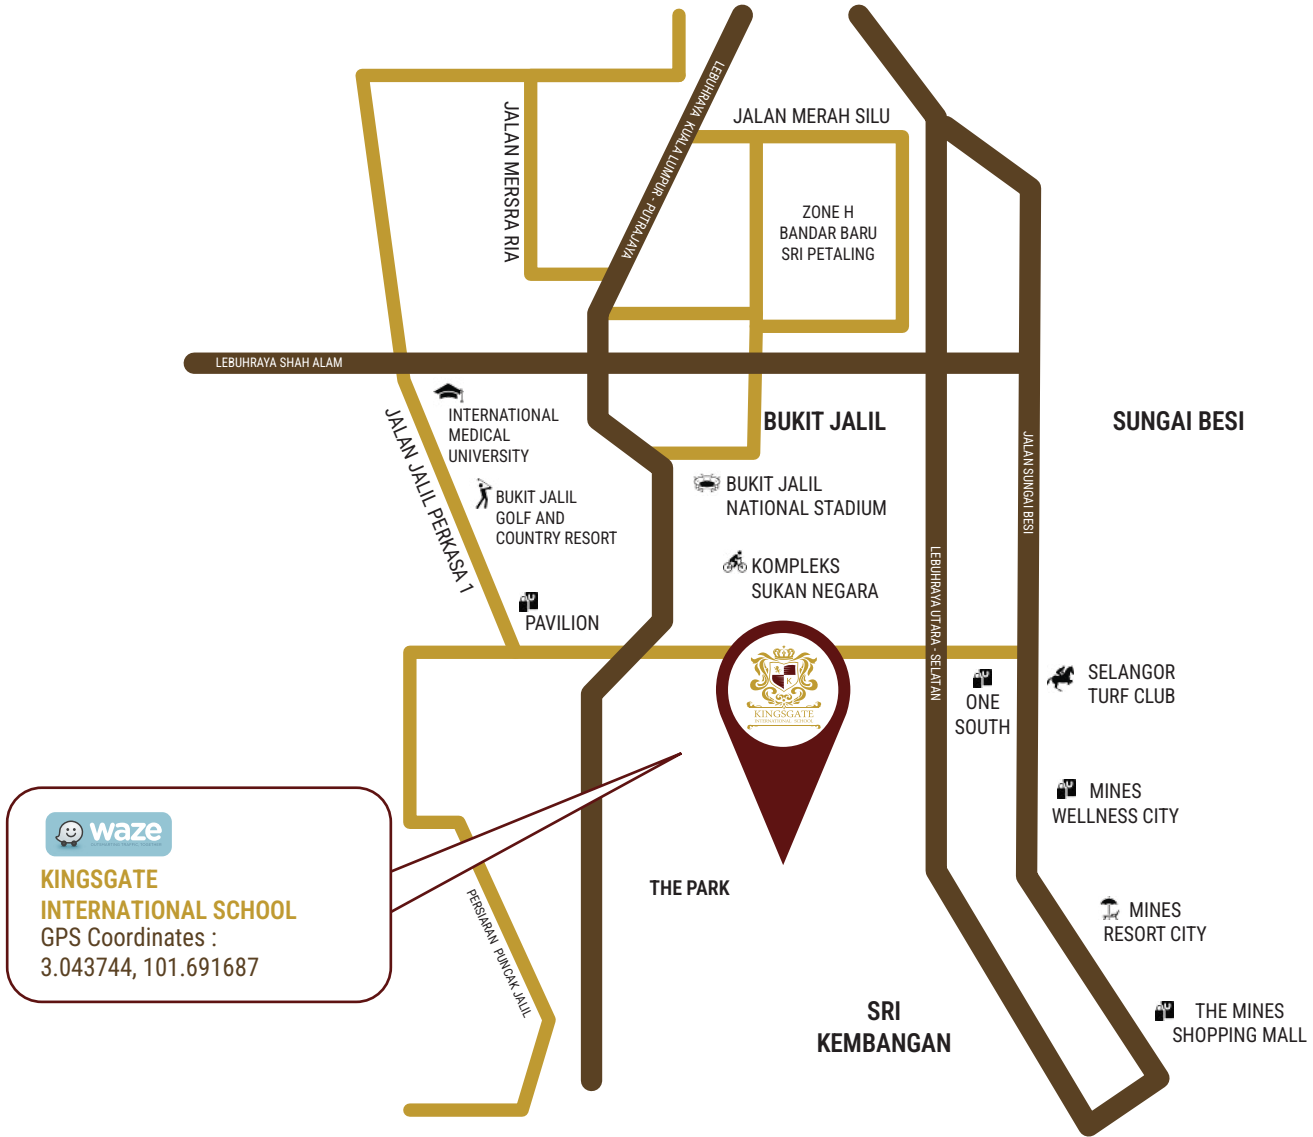 LEBUHRAYA KUALA LUMPUR - PUTRAJAYA
JALAN MERAH SILU
JALAN MERSRA RIA
ZONE H
BANDAR BARU
SRI PETALING
LEBUHRAYA SHAH ALAM
INTERNATIONAL
MEDICAL
UNIVERSITY
JALAN JALIL PERKASA 1
BUKIT JALIL
SUNGAI BESI
JALAN SUNGAI BESI
BUKIT JALIL
NATIONAL STADIUM
BUKIT JALIL
GOLF AND
COUNTRY RESORT
KOMPLEKS
SUKAN NEGARA
LEBUHRAYA UTARA - SELATAN
PAVILION
K
KINGSGATE
INTERNATIONAL SCHOOL
ONE
SOUTH
SELANGOR
TURF CLUB
MINES
WELLNESS CITY
waze
OUTSMARTING TRAFFIC TOGETHER
KINGSGATE
INTERNATIONAL SCHOOL
GPS Coordinates :
3.043744, 101.691687
THE PARK
PERSIARAN PUNCAK JALIL
MINES
RESORT CITY
SRI
KEMBANGAN
THE MINES
SHOPPING MALL